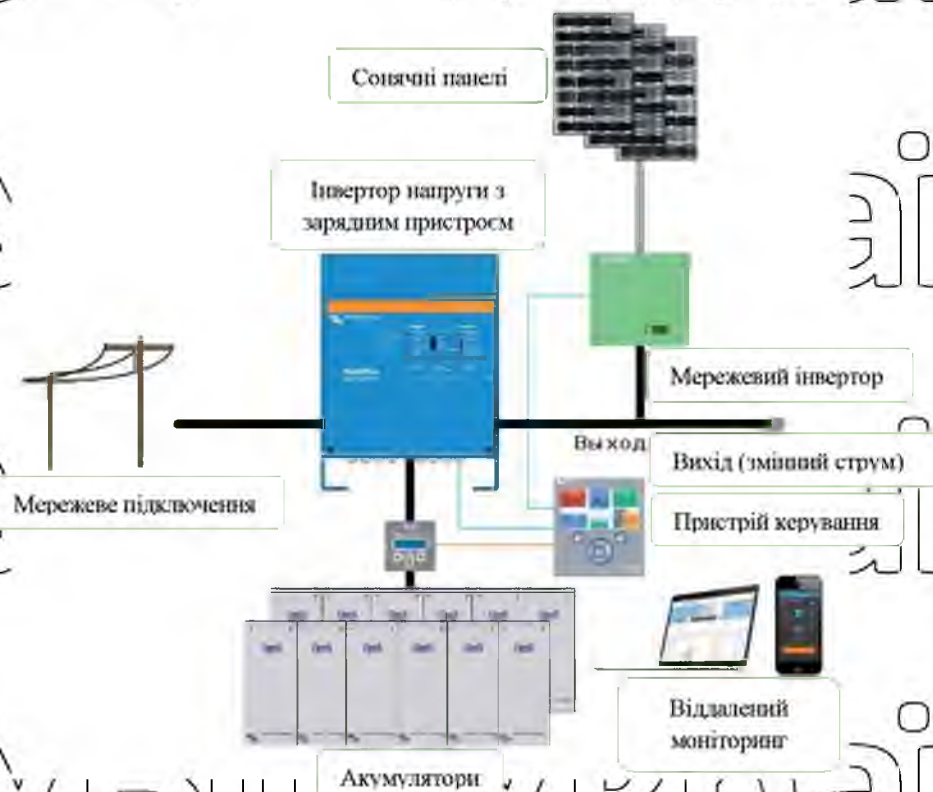 Сонячні панелі
Інвертор напруги з
зарядним пристроєм
Мережевий інвертор
Выход
Вихід (змінний струм)
Мережеве підключення
Пристрій керування
Віддалений
моніторинг
Акумулятори